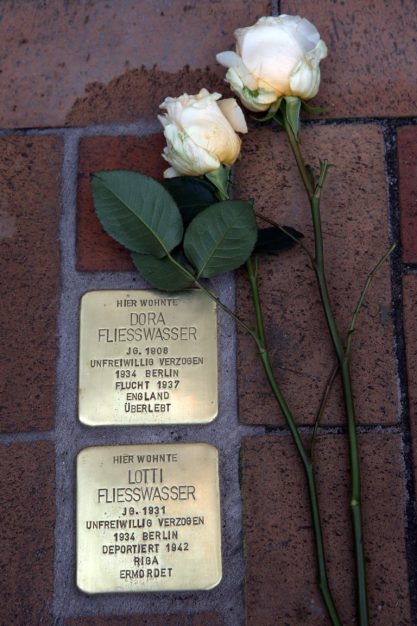 HIER WOHNTE
DORA
FLIESSWASSER
JG. 1906
UNFREIWILLIG VERZOGEN
1934 BERLIN
FLUCHT 1937
ENGLAND
ÜBERLEBT
HIER WOHNTE
LOTTI
FLIESSWASSER
JG. 1931
UNFREIWILLIG VERZOGEN
1934 BERLIN
DEPORTIERT 1942
RIGA
ERMORDET